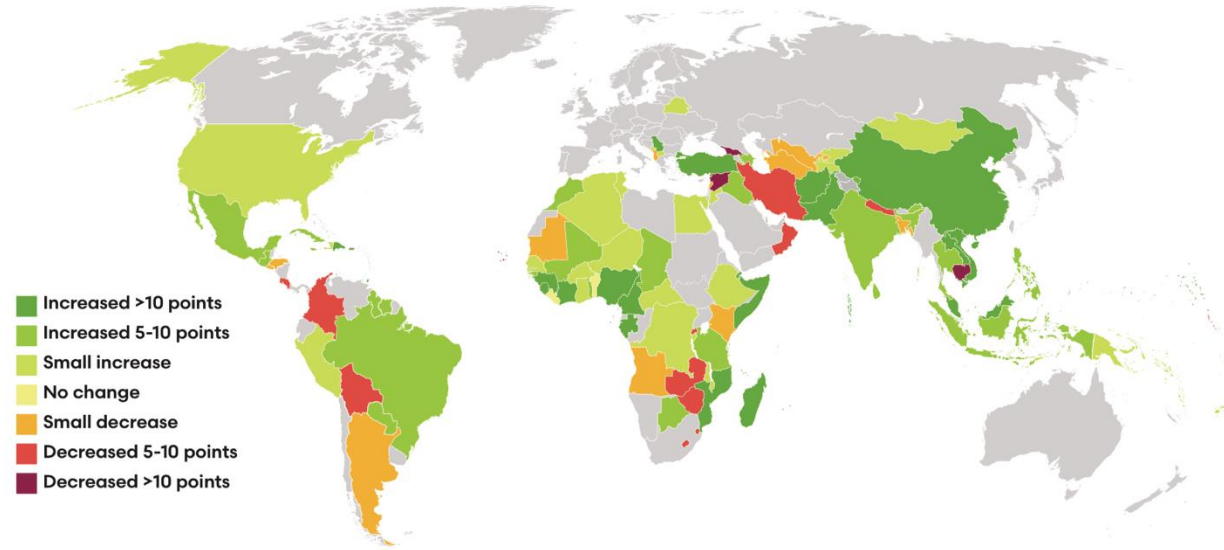 Increased >10 points
Increased 5-10 points
Small increase
No change
Small decrease
Decreased 5-10 points
Decreased >10 points